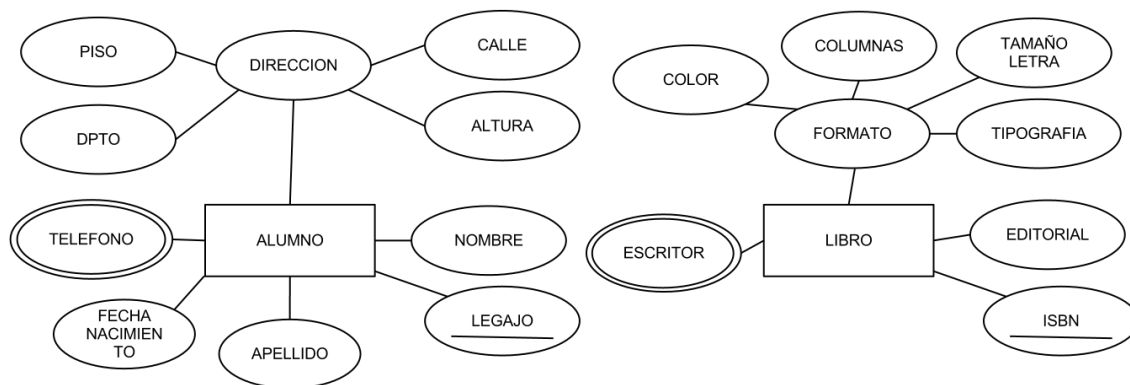 PISO
DIRECCION
CALLE
DPTO
ALTURA
TELEFONO
ALUMNO
NOMBRE
FECHA
NACIMIEN
TO
APELLIDO
LEGAJO
COLOR
COLUMNAS
TAMAÑO
LETRA
FORMATO
TIPOGRAFIA
ESCRITOR
LIBRO
EDITORIAL
ISBN